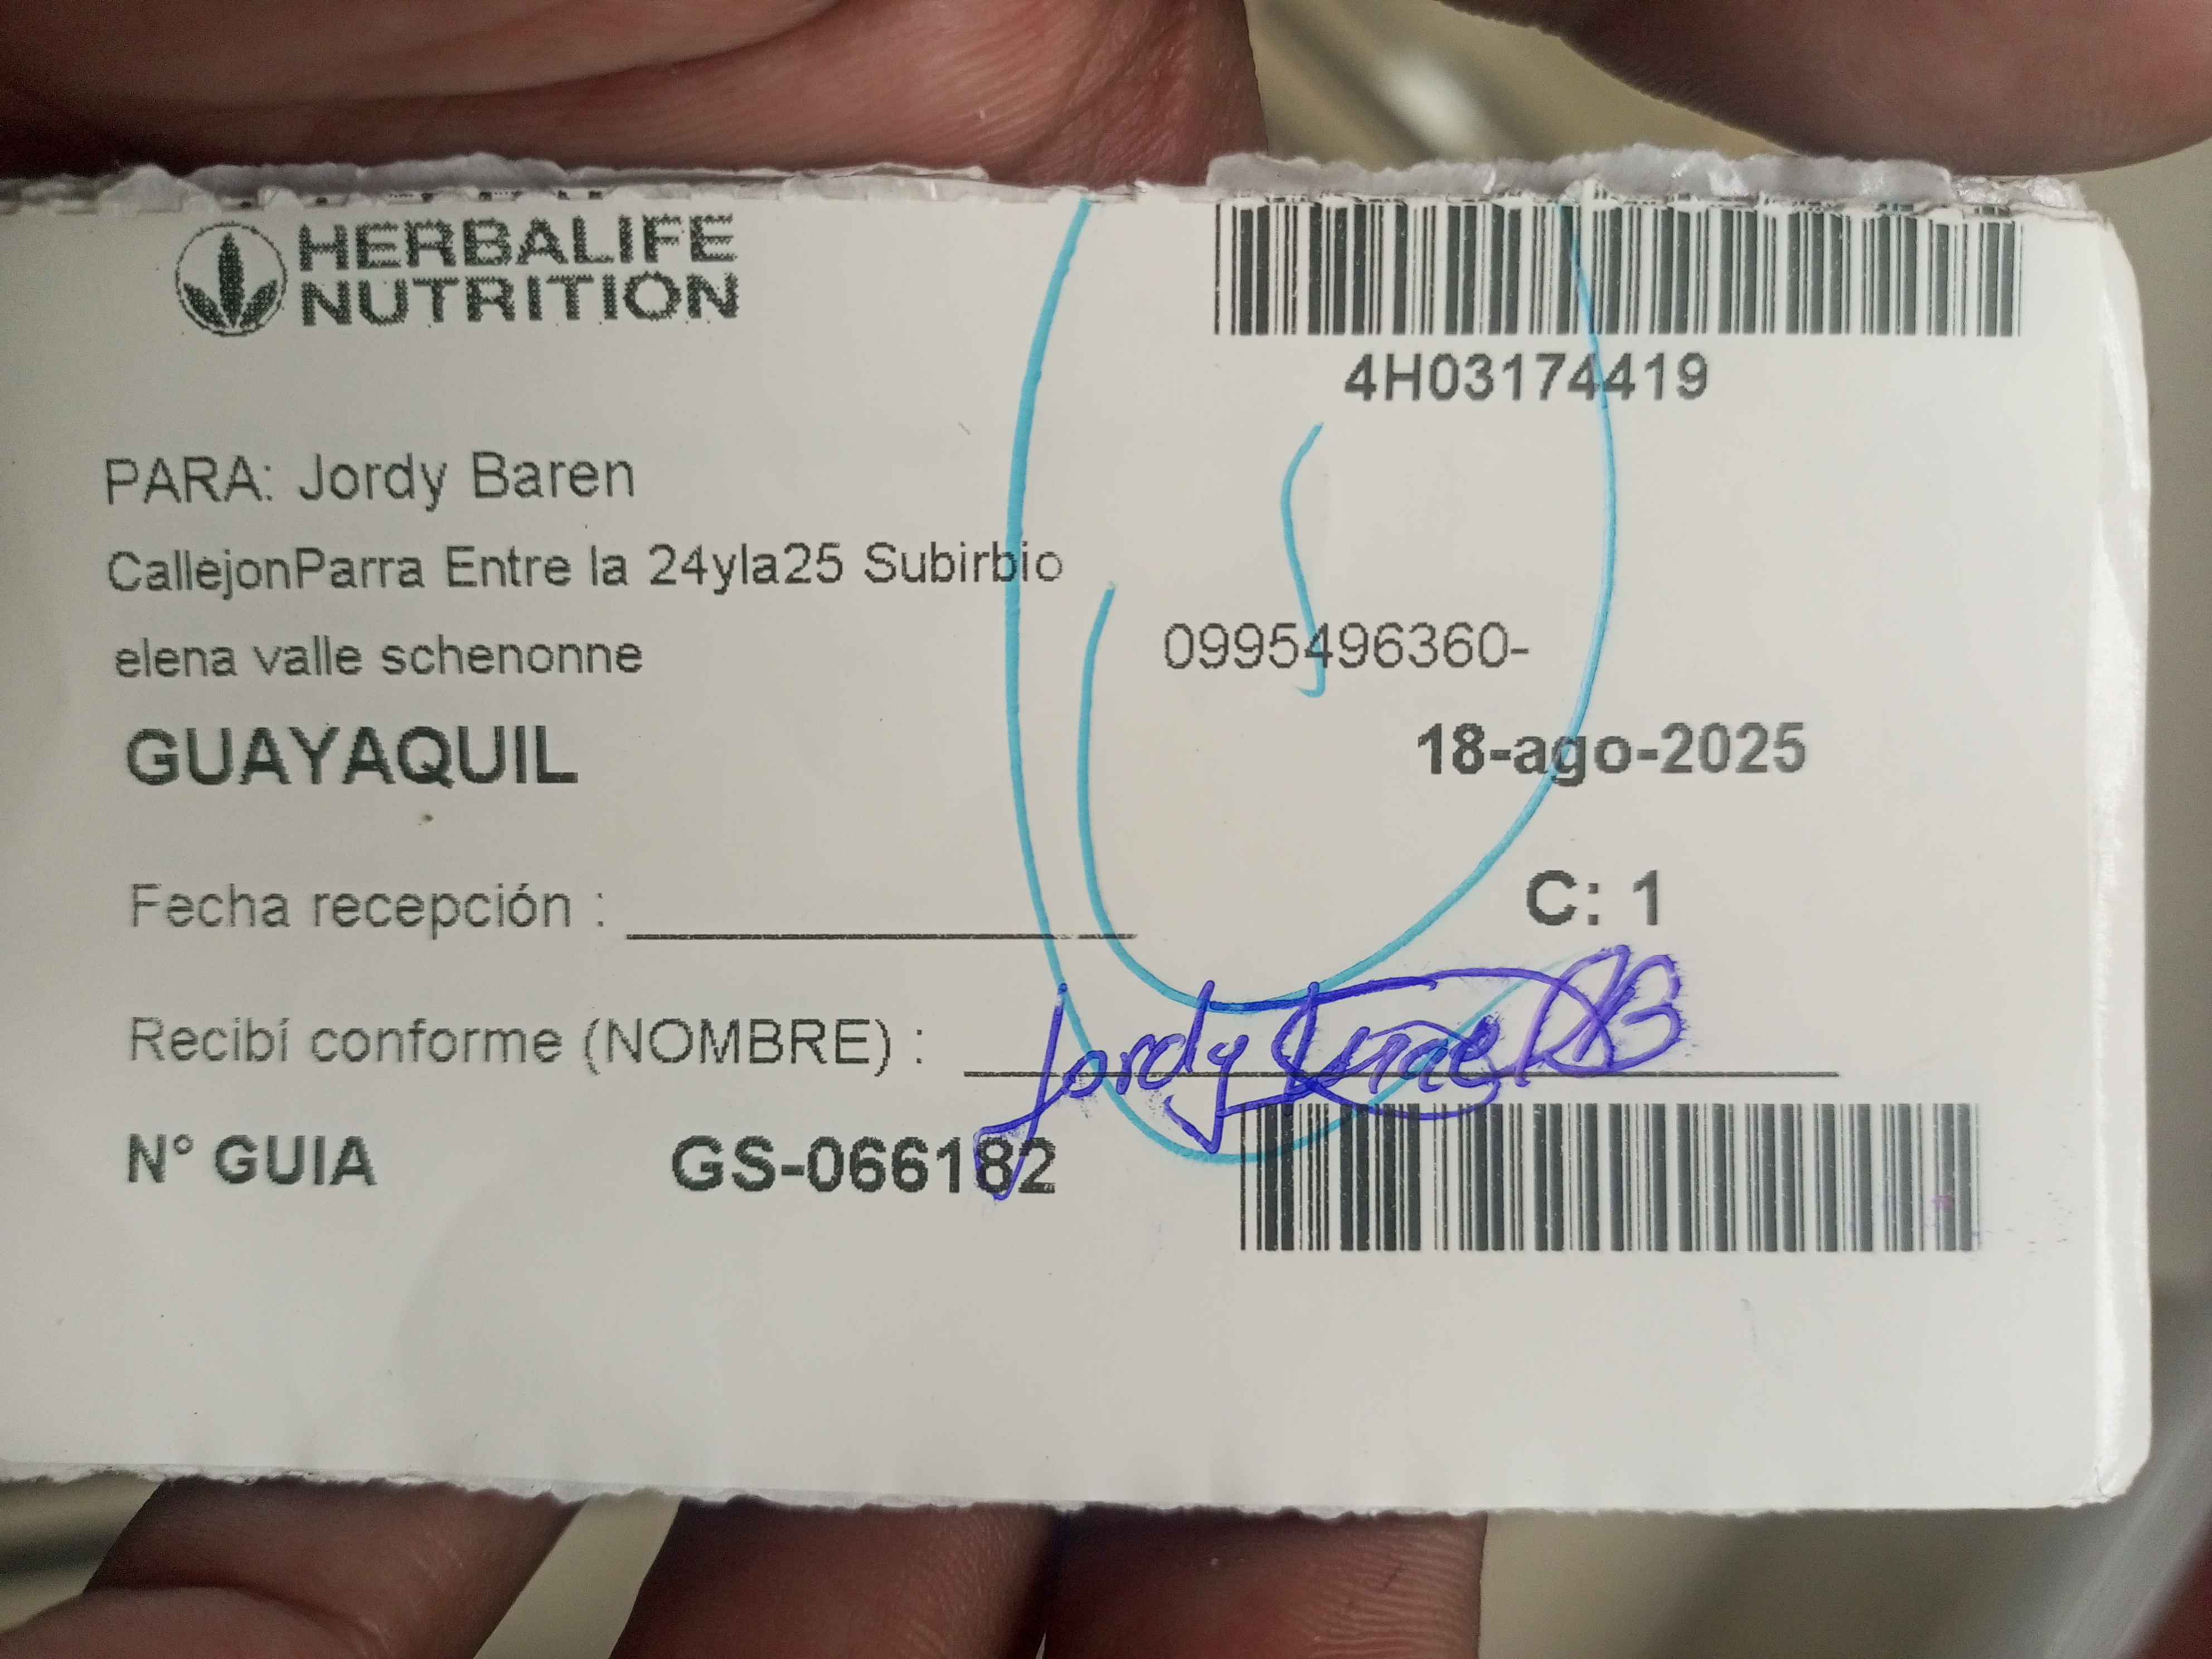 HERBALIFE
NUTRITION
4H03174419
PARA: Jordy Baren
CallejonParra Entre la 24yla25 Subirbio
elena valle schenonne
0995496360-
GUAYAQUIL
18-ago-2025
Fecha recepción :
C: 1
Recibí conforme (NOMBRE) : Jordy
N° GUIA GS-066182